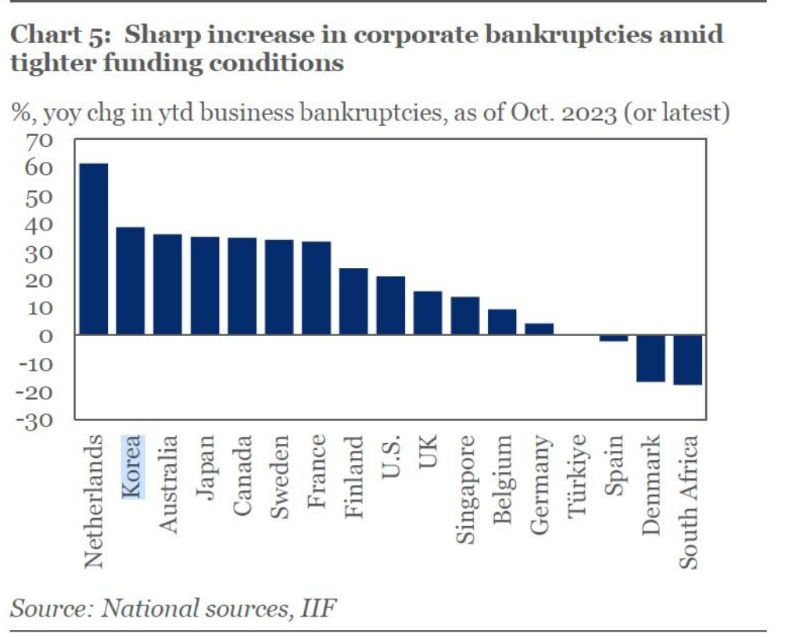 Chart 5: Sharp increase in corporate bankruptcies amid
tighter funding conditions
%, yoy chg in ytd business bankruptcies, as of Oct. 2023 (or latest)
70
60
50
40
30
20
10
0
-10
-20
-30
Netherlands
Korea
Australia
Japan
Canada
Sweden
France
Finland
U.S.
UK
Singapore
Belgium
Germany
Türkiye
Spain
Denmark
South Africa
Source: National sources, IIF